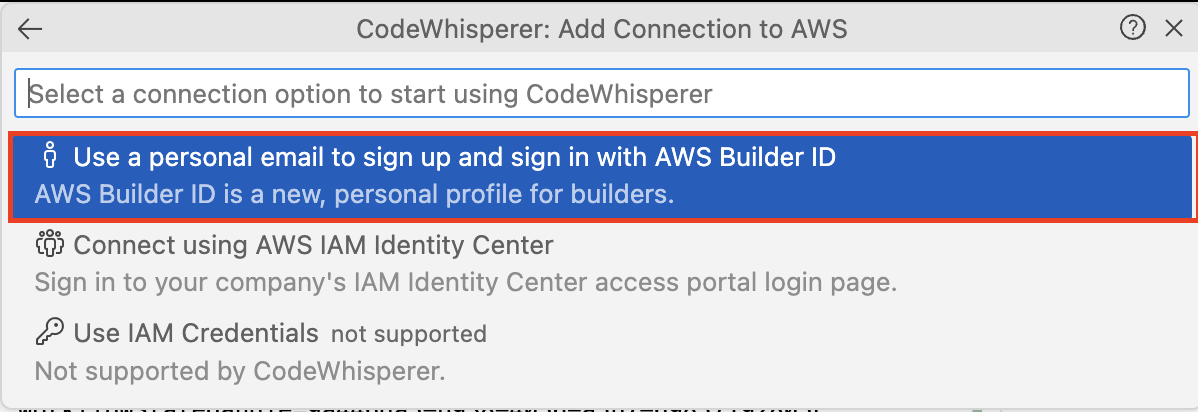 CodeWhisperer: Add Connection to AWS
Select a connection option to start using CodeWhisperer
Use a personal email to sign up and sign in with AWS Builder ID
AWS Builder ID is a new, personal profile for builders.
Connect using AWS IAM Identity Center
Sign in to your company's IAM Identity Center access portal login page.
Use IAM Credentials not supported
Not supported by CodeWhisperer.